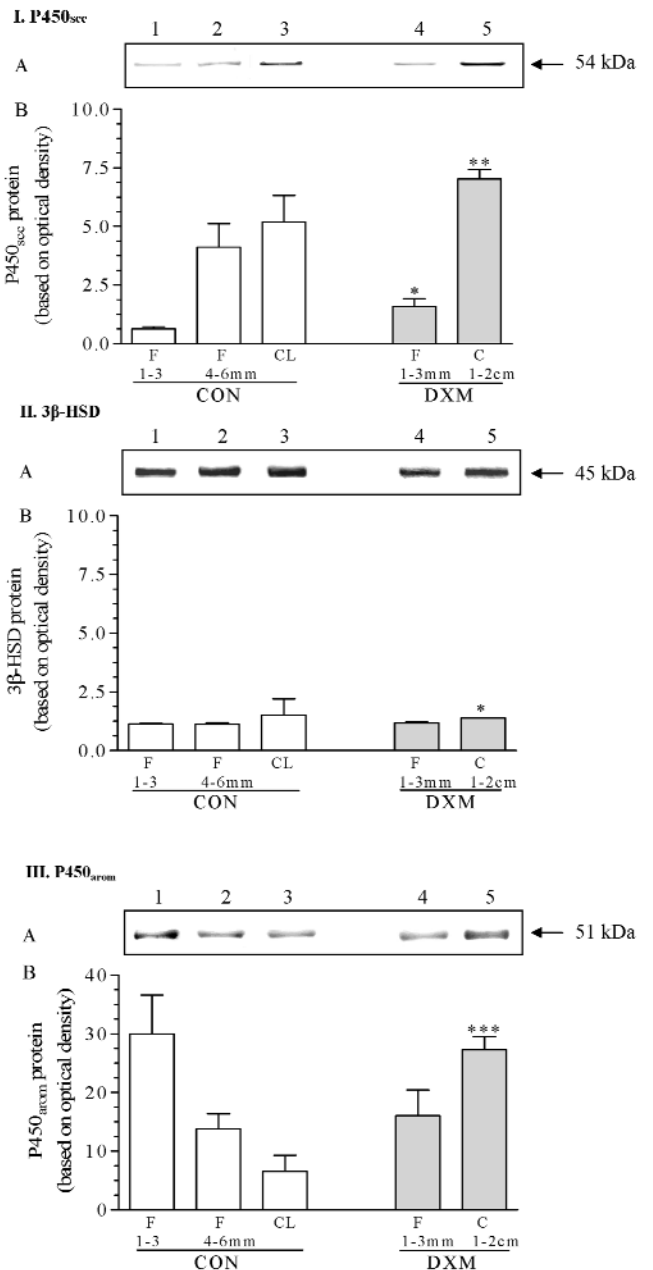 I. P450scc
1 2 3 4 5
A
54 kDa
B
P450scc protein
(based on optical density)
10.0
7.5
5.0
2.5
0.0
*
**
F F CL F C
1-3 4-6mm 1-3mm 1-2cm
CON DXM
II. 3β-HSD
1 2 3 4 5
A
45 kDa
B
3β-HSD protein
(based on optical density)
10.0
7.5
5.0
2.5
0.0
*
F F CL F C
1-3 4-6mm 1-3mm 1-2cm
CON DXM
III. P450arom
1 2 3 4 5
A
51 kDa
B
P450arom protein
(based on optical density)
40
30
20
10
0
***
F F CL F C
1-3 4-6mm 1-3mm 1-2cm
CON DXM